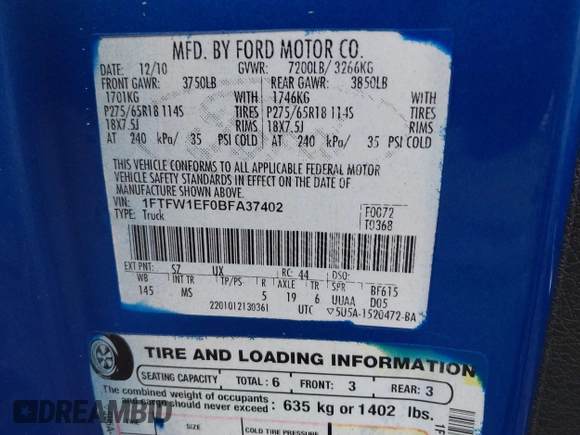 MFD. BY FORD MOTOR CO.
DATE: 12/10 GVWR: 7200LB/ 3266KG
FRONT GAWR: 3750LB REAR GAWR: 3850LB
1701KG WITH 1746KG WITH
P275/65R18 114S TIRES P275/65R18 114S TIRES
18X7.5J RIMS 18X7.5J RIMS
AT 240 kPa/ 35 PSI COLD AT 240 kPa/ 35 PSI COLD
THIS VEHICLE CONFORMS TO ALL APPLICABLE FEDERAL MOTOR
VEHICLE SAFETY STANDARDS IN EFFECT ON THE DATE OF
MANUFACTURE SHOWN ABOVE.
VIN: 1FTFW1EF0BFA37402
TYPE: Truck
F0G72
T0368
EXT PNT: SZ UX RC: 44 DSO:
WB INT TR TP/PS R AXLE TR SPR BF615
145 MS 5 19 6 UUAA D05
2201012130361 UTC ▽5U5A-1520472-BA
TIRE AND LOADING INFORMATION
SEATING CAPACITY TOTAL : 6 FRONT : 3 REAR: 3
The combined weight of occupants
and cargo should never exceed : 635 kg or 1402 lbs.
SIZE COLD TIRE PRESSURE
DREAMBID